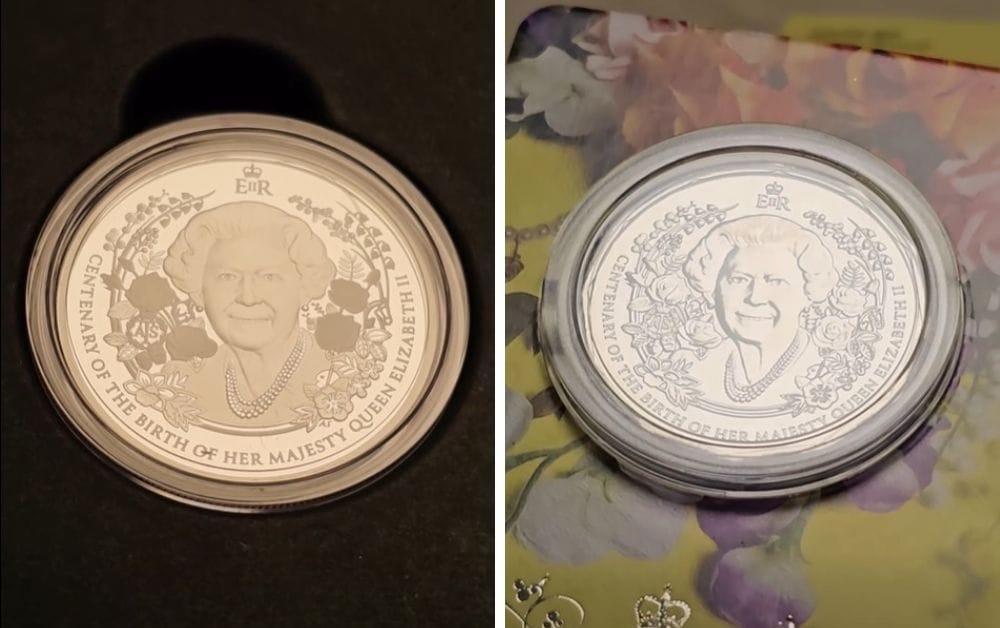 EIIR
CENTENARY OF THE BIRTH OF HER MAJESTY QUEEN ELIZABETH II
EIIR
CENTENARY OF THE BIRTH OF HER MAJESTY QUEEN ELIZABETH II